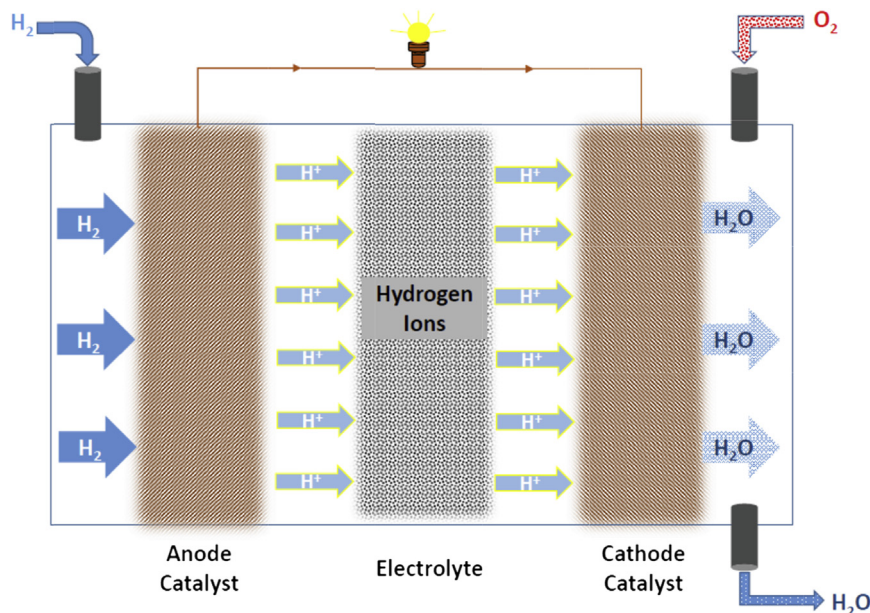 H₂
O₂
H⁺ H⁺
H₂
H₂O
H⁺ H⁺
Hydrogen
Ions
H⁺ H⁺
H₂
H₂O
H⁺ H⁺
H₂
H₂O
H⁺ H⁺
H⁺ H⁺
Anode
Catalyst
Electrolyte
Cathode
Catalyst
H₂O